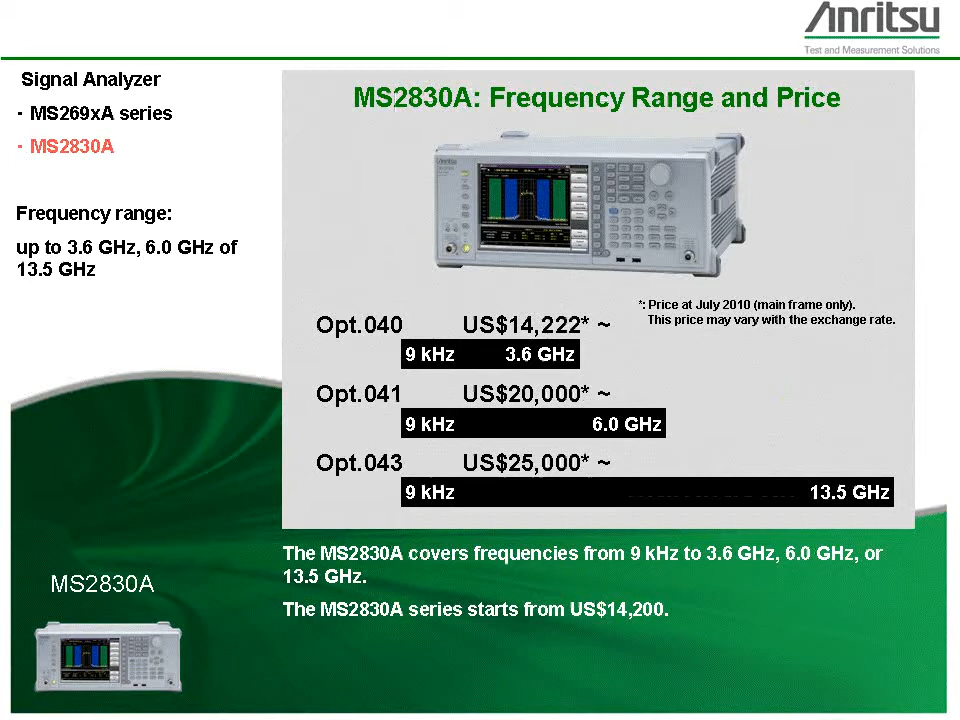 Anritsu
Test and Measurement Solutions
Signal Analyzer
· MS269xA series
· MS2830A
Frequency range:
up to 3.6 GHz, 6.0 GHz of
13.5 GHz
MS2830A: Frequency Range and Price
Anritsu
*: Price at July 2010 (main frame only).
This price may vary with the exchange rate.
Opt.040 US$14,222* ~
9 kHz 3.6 GHz
Opt.041 US$20,000* ~
9 kHz 6.0 GHz
Opt.043 US$25,000* ~
9 kHz 13.5 GHz
The MS2830A covers frequencies from 9 kHz to 3.6 GHz, 6.0 GHz, or
13.5 GHz.
The MS2830A series starts from US$14,200.
MS2830A